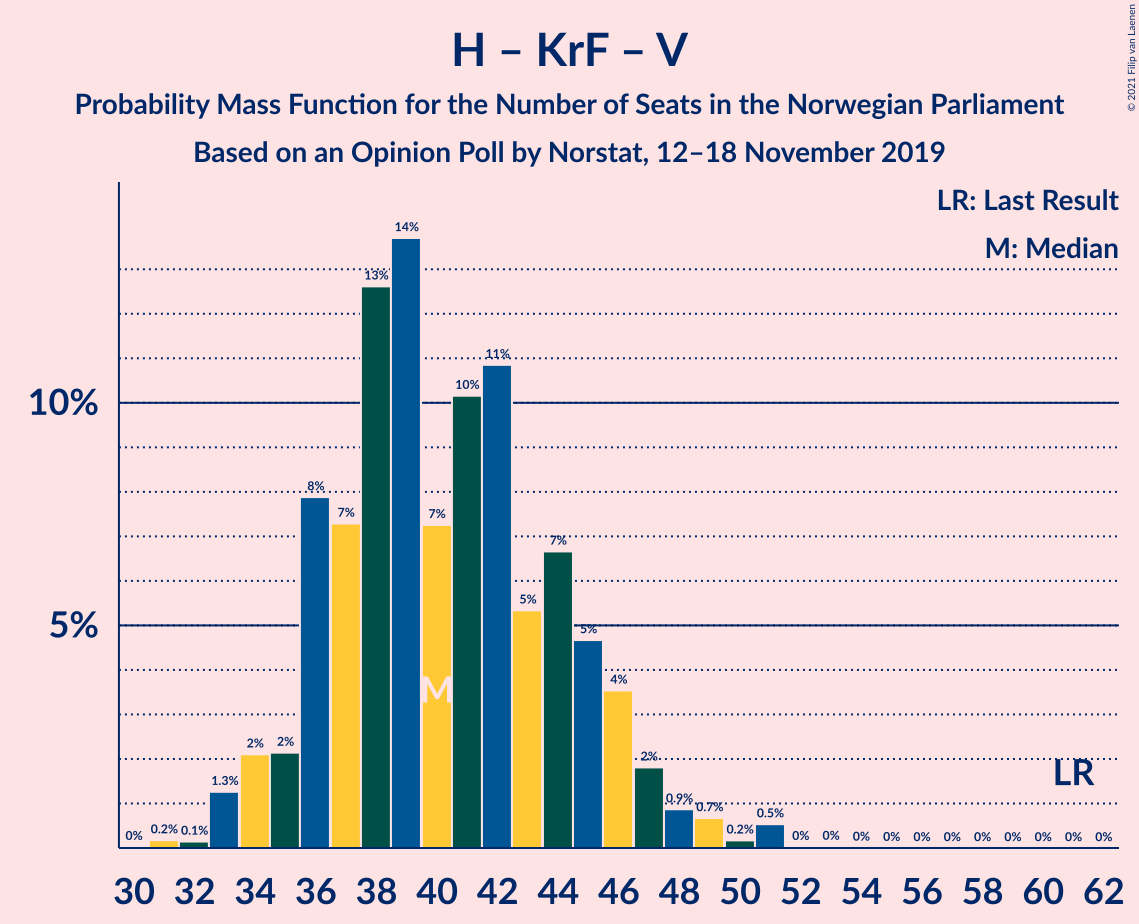 H – KrF – V
Probability Mass Function for the Number of Seats in the Norwegian Parliament
Based on an Opinion Poll by Norstat, 12–18 November 2019
© 2021 Filip van Laenen
LR: Last Result
M: Median
10%
5%
0% 0.2% 0.1% 1.3% 2% 2% 8% 7% 13% 14% 7% 10% 11% 5% 7% 5% 4% 2% 0.9% 0.7% 0.2% 0.5% 0% 0% 0% 0% 0% 0% 0% 0% 0% 0% 0%
M
LR
30 32 34 36 38 40 42 44 46 48 50 52 54 56 58 60 62